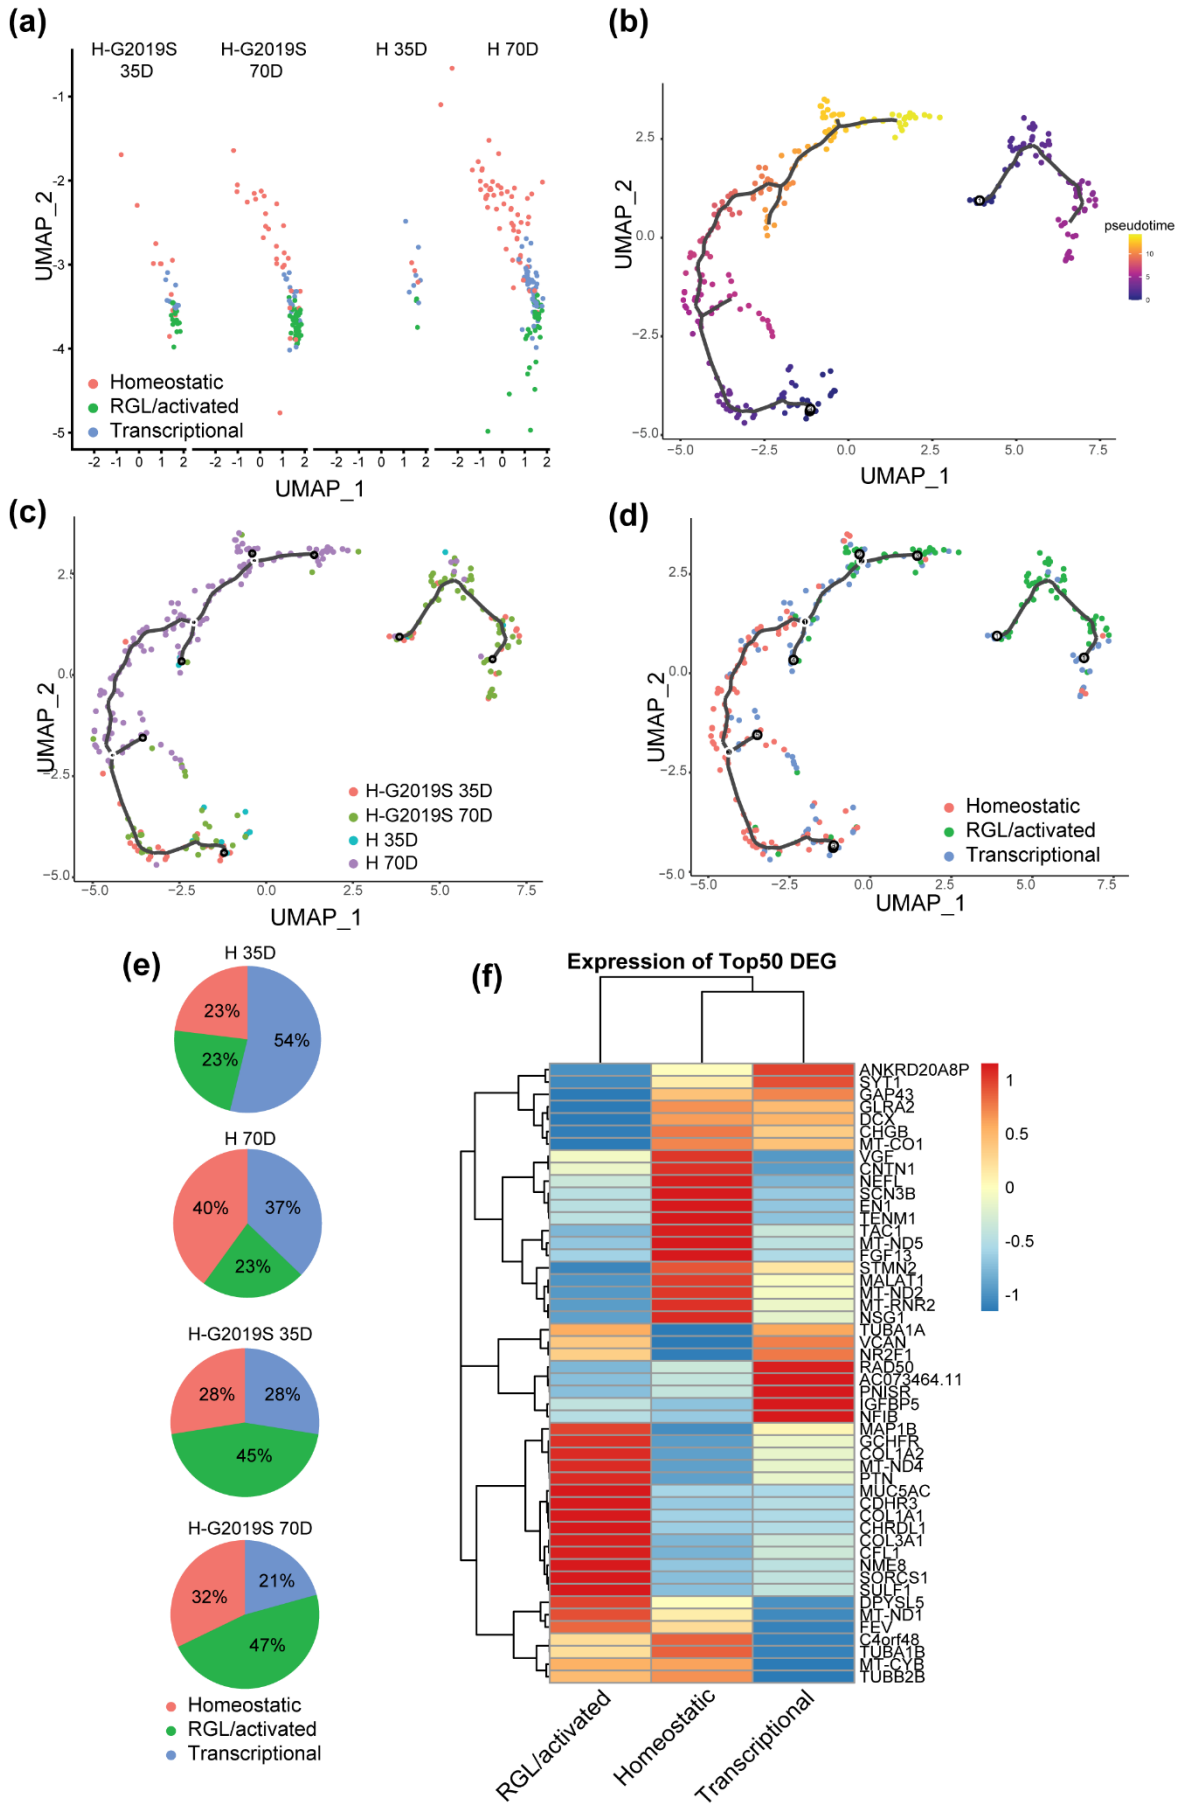 (a)
H-G2019S
35D
H-G2019S
70D
H 35D
H 70D
-1
-2
-3
-4
-5
UMAP_2
Homeostatic
RGL/activated
Transcriptional
-2 -1 0 1 2
-2 -1 0 1 2
-2 -1 0 1 2
-2 -1 0 1 2
UMAP_1
(b)
2.5
0.0
−2.5
−5.0
UMAP_2
pseudotime
10
5
0
−5.0 −2.5 0.0 2.5 5.0 7.5
UMAP_1
(c)
2.
0.
−2.5
−5.0
UMAP_2
H-G2019S 35D
H-G2019S 70D
H 35D
H 70D
−5.0 −2.5 0.0 2.5 5.0 7.5
UMAP_1
(d)
2.5
0.0
−2.5
−5.0
UMAP_2
Homeostatic
RGL/activated
Transcriptional
−5.0 −2.5 0.0 2.5 5.0 7.5
UMAP_1
(e)
H 35D
23%
54%
23%
H 70D
40%
37%
23%
H-G2019S 35D
28%
28%
45%
H-G2019S 70D
32%
21%
47%
Homeostatic
RGL/activated
Transcriptional
(f)
Expression of Top50 DEG
ANKRD20A8P
SYT1
GAP43
GLRA2
DCX
CHGB
MT-CO1
VGF
CNTN1
NEFL
SCN3B
EN1
TENM1
TAC1
MT-ND5
FGF13
STMN2
MALAT1
MT-ND2
MT-RNR2
NSG1
TUBA1A
VCAN
NR2F1
RAD50
AC073464.11
PNISR
IGFBP5
NFIB
MAP1B
GCHFR
COL1A2
MT-ND4
PTN
MUC5AC
CDHR3
COL1A1
CHRDL1
COL3A1
CFL1
NME8
SORCS1
SULF1
DPYSL5
MT-ND1
FEV
C4orf48
TUBA1B
MT-CYB
TUBB2B
1
0.5
0
-0.5
-1
RGL/activated
Homeostatic
Transcriptional